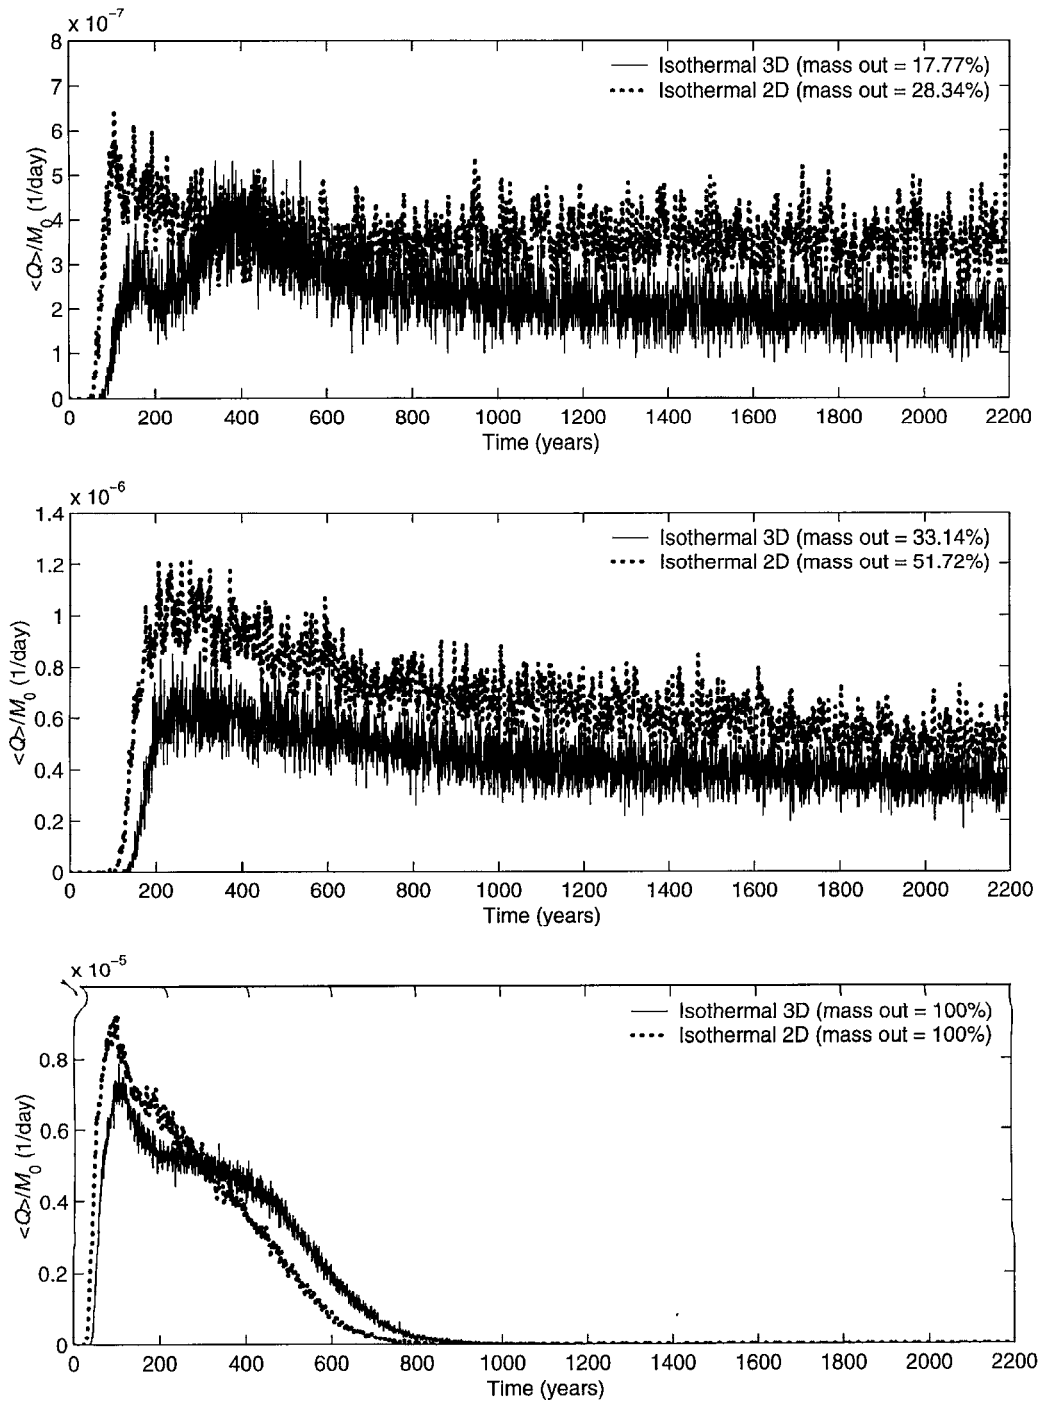 x 10⁻⁷
8
7
6
5
4
3
2
1
0
<Q>/M₀ (1/day)
Isothermal 3D (mass out = 17.77%)
Isothermal 2D (mass out = 28.34%)
0 200 400 600 800 1000 1200 1400 1600 1800 2000 2200
Time (years)
x 10⁻⁶
1.4
1.2
1
0.8
0.6
0.4
0.2
0
<Q>/M₀ (1/day)
Isothermal 3D (mass out = 33.14%)
Isothermal 2D (mass out = 51.72%)
0 200 400 600 800 1000 1200 1400 1600 1800 2000 2200
Time (years)
x 10⁻⁵
0.8
0.6
0.4
0.2
0
<Q>/M₀ (1/day)
Isothermal 3D (mass out = 100%)
Isothermal 2D (mass out = 100%)
0 200 400 600 800 1000 1200 1400 1600 1800 2000 2200
Time (years)